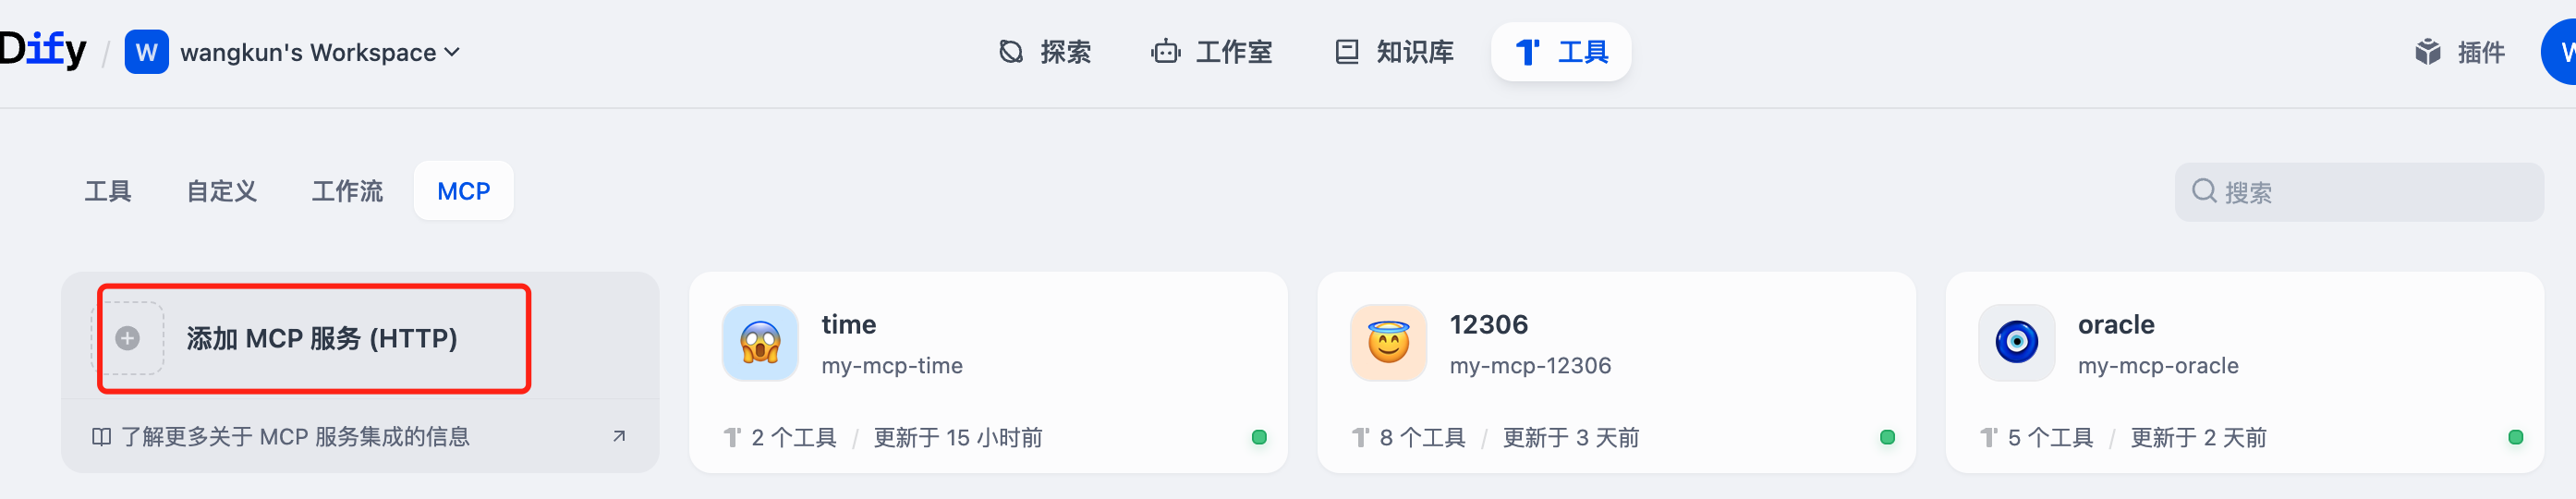 Dify / W wangkun's Workspace 探索 工作室 知识库 工具 插件 W
工具 自定义 工作流 MCP 搜索
添加 MCP 服务 (HTTP)
了解更多关于 MCP 服务集成的信息
time
my-mcp-time
2 个工具 / 更新于 15 小时前
12306
my-mcp-12306
8 个工具 / 更新于 3 天前
oracle
my-mcp-oracle
5 个工具 / 更新于 2 天前